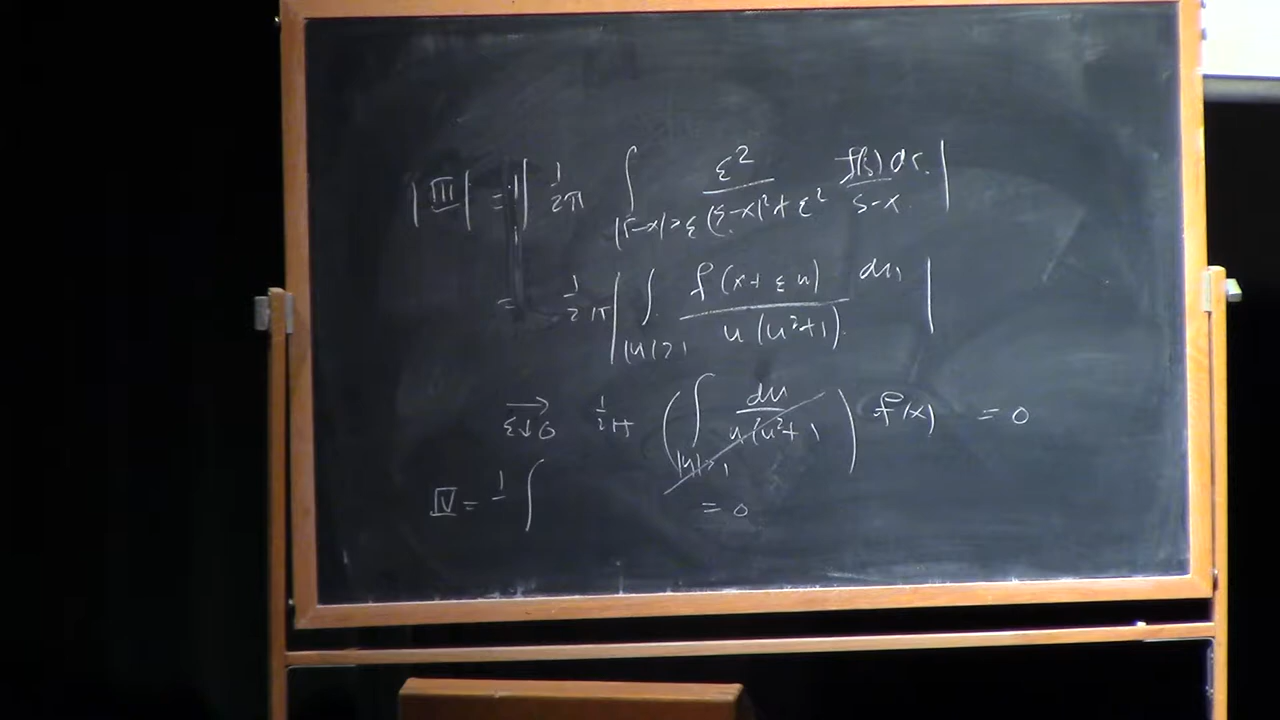 |III| = | 1/2π ∫_{|s-x|>ε} ε²/((s-x)²+ε²) f(s)ds/(s-x) |
= 1/2π | ∫_{|u|>1} f(x+εu)/(u(u²+1)) du |
→_{ε↓0} 1/2π ( ∫_{|u|>1} du/(u(u²+1)) ) f(x) = 0
IV = 1/ ∫ = 0